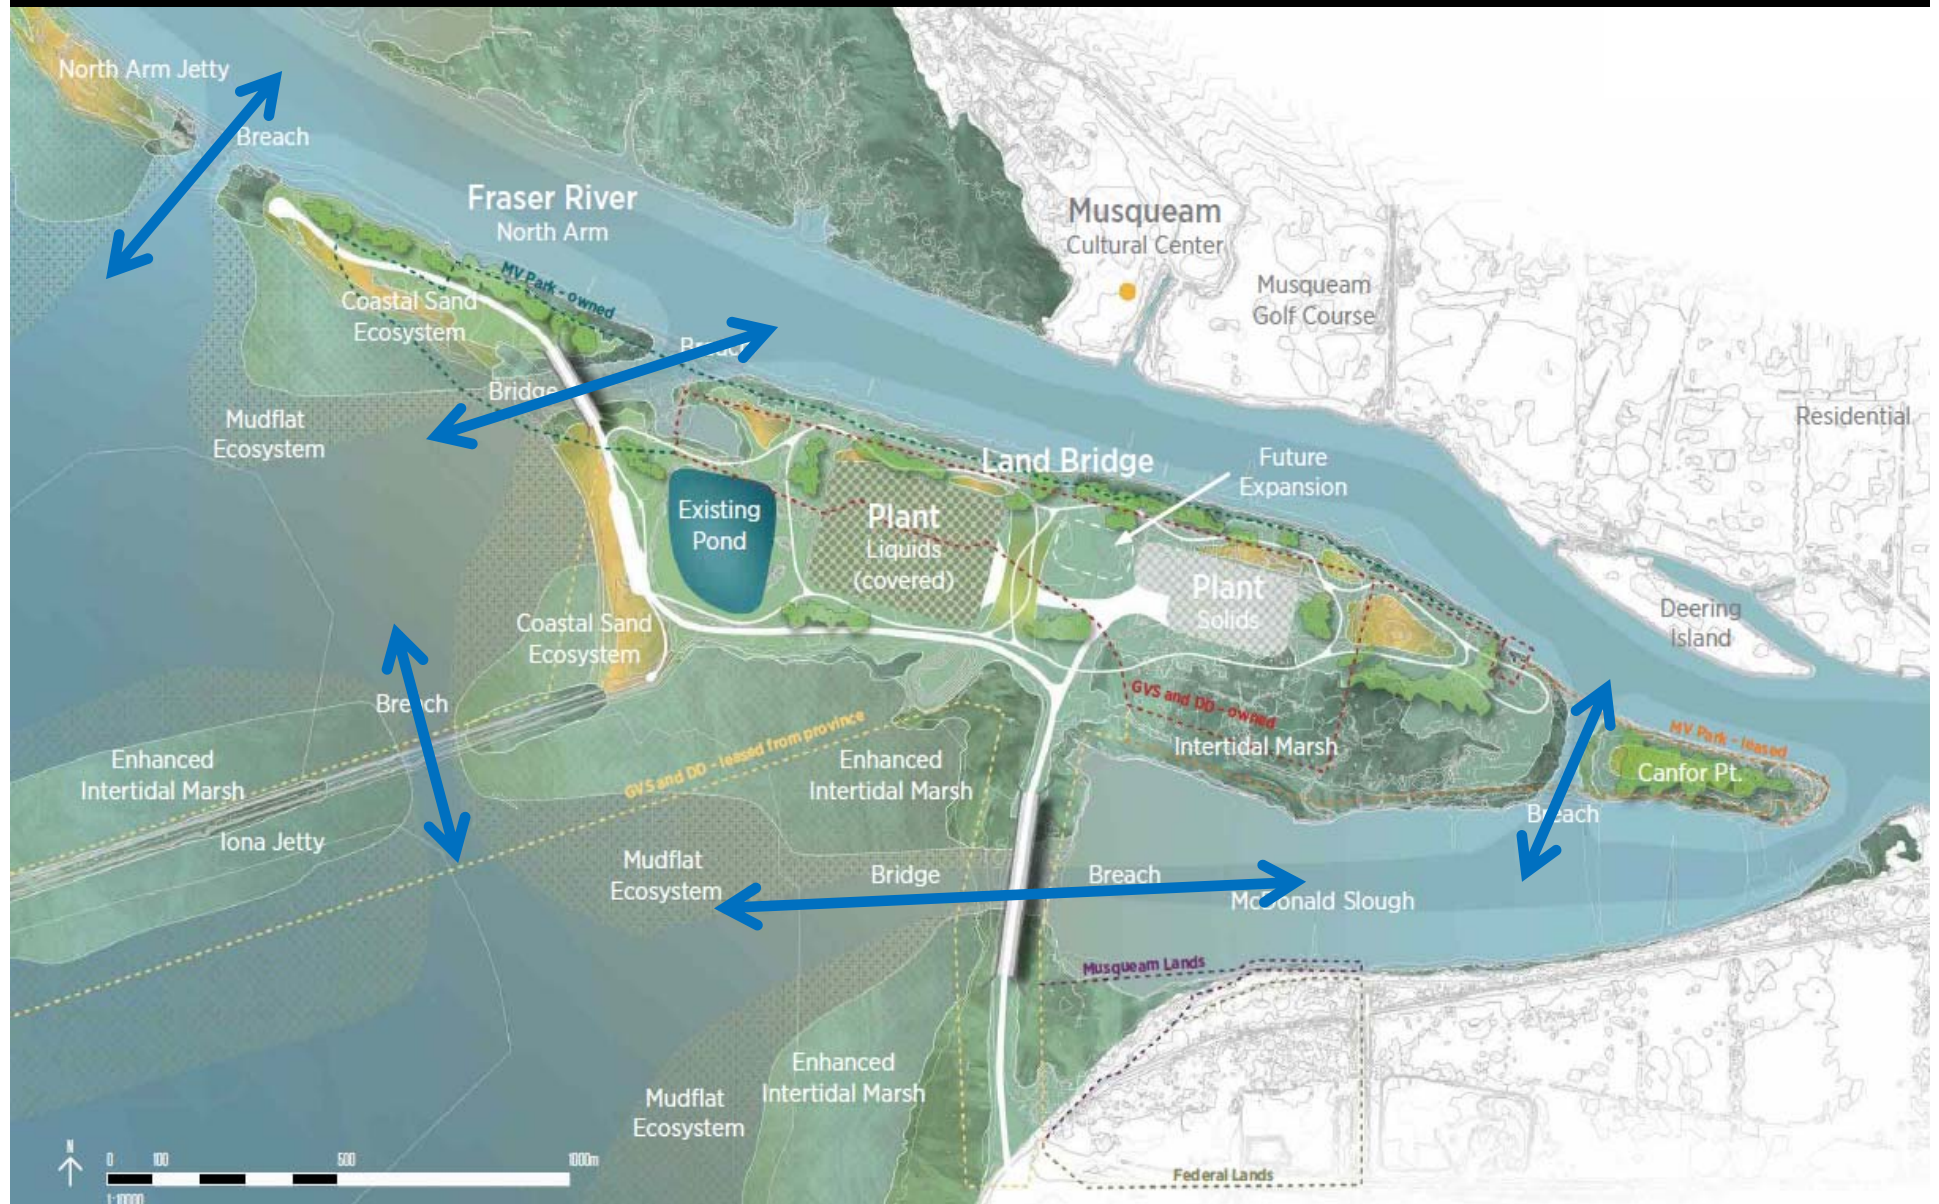 North Arm Jetty
Breach
Fraser River
North Arm
Musqueam
Cultural Center
Musqueam
Golf Course
MV Park - owned
Coastal Sand
Ecosystem
Breach
Bridge
Mudflat
Ecosystem
Residential
Land Bridge
Future
Expansion
Existing
Pond
Plant
Liquids
(covered)
Plant
Solids
Deering
Island
Coastal Sand
Ecosystem
Breach
GVS and DD - owned
Intertidal Marsh
MV Park - leased
Canfor Pt.
Breach
GVS and DD - leased from province
Enhanced
Intertidal Marsh
Enhanced
Intertidal Marsh
Iona Jetty
Mudflat
Ecosystem
Bridge
Breach
McDonald Slough
Musqueam Lands
Enhanced
Intertidal Marsh
Mudflat
Ecosystem
Federal Lands
N
0 100 500 1000m
1:10000